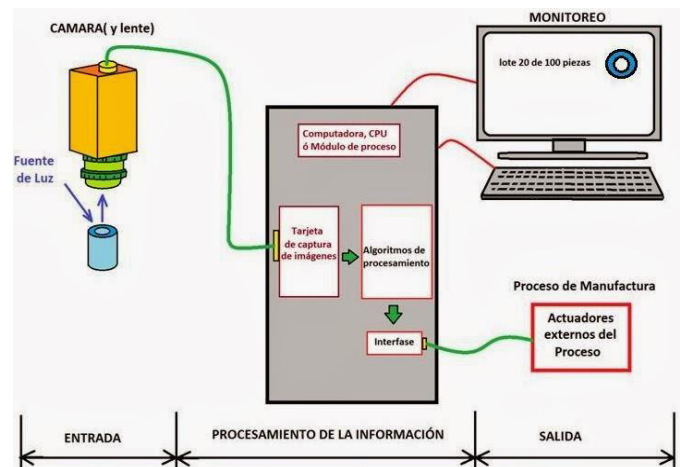 CAMARA( y lente)
MONITOREO
lote 20 de 100 piezas
Computadora, CPU
ó Módulo de proceso
Fuente
de Luz
Tarjeta
de captura
de imágenes
Algoritmos de
procesamiento
Interfase
Proceso de Manufactura
Actuadores
externos del
Proceso
ENTRADA
PROCESAMIENTO DE LA INFORMACIÓN
SALIDA